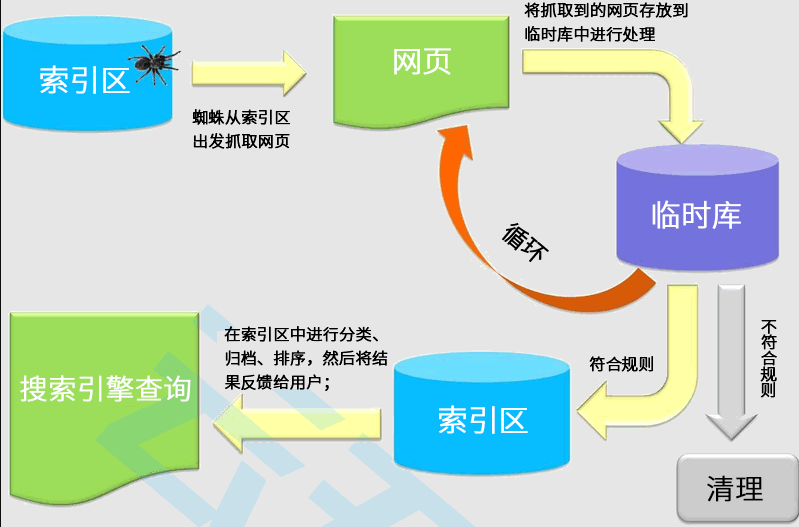 将抓取到的网页存放到
临时库中进行处理
索引区
网页
蜘蛛从索引区
出发抓取网页
临时库
循环
在索引区中进行分类、
归档、排序，然后将结
果反馈给用户；
符合规则
不符合规则
搜索引擎查询
索引区
清理